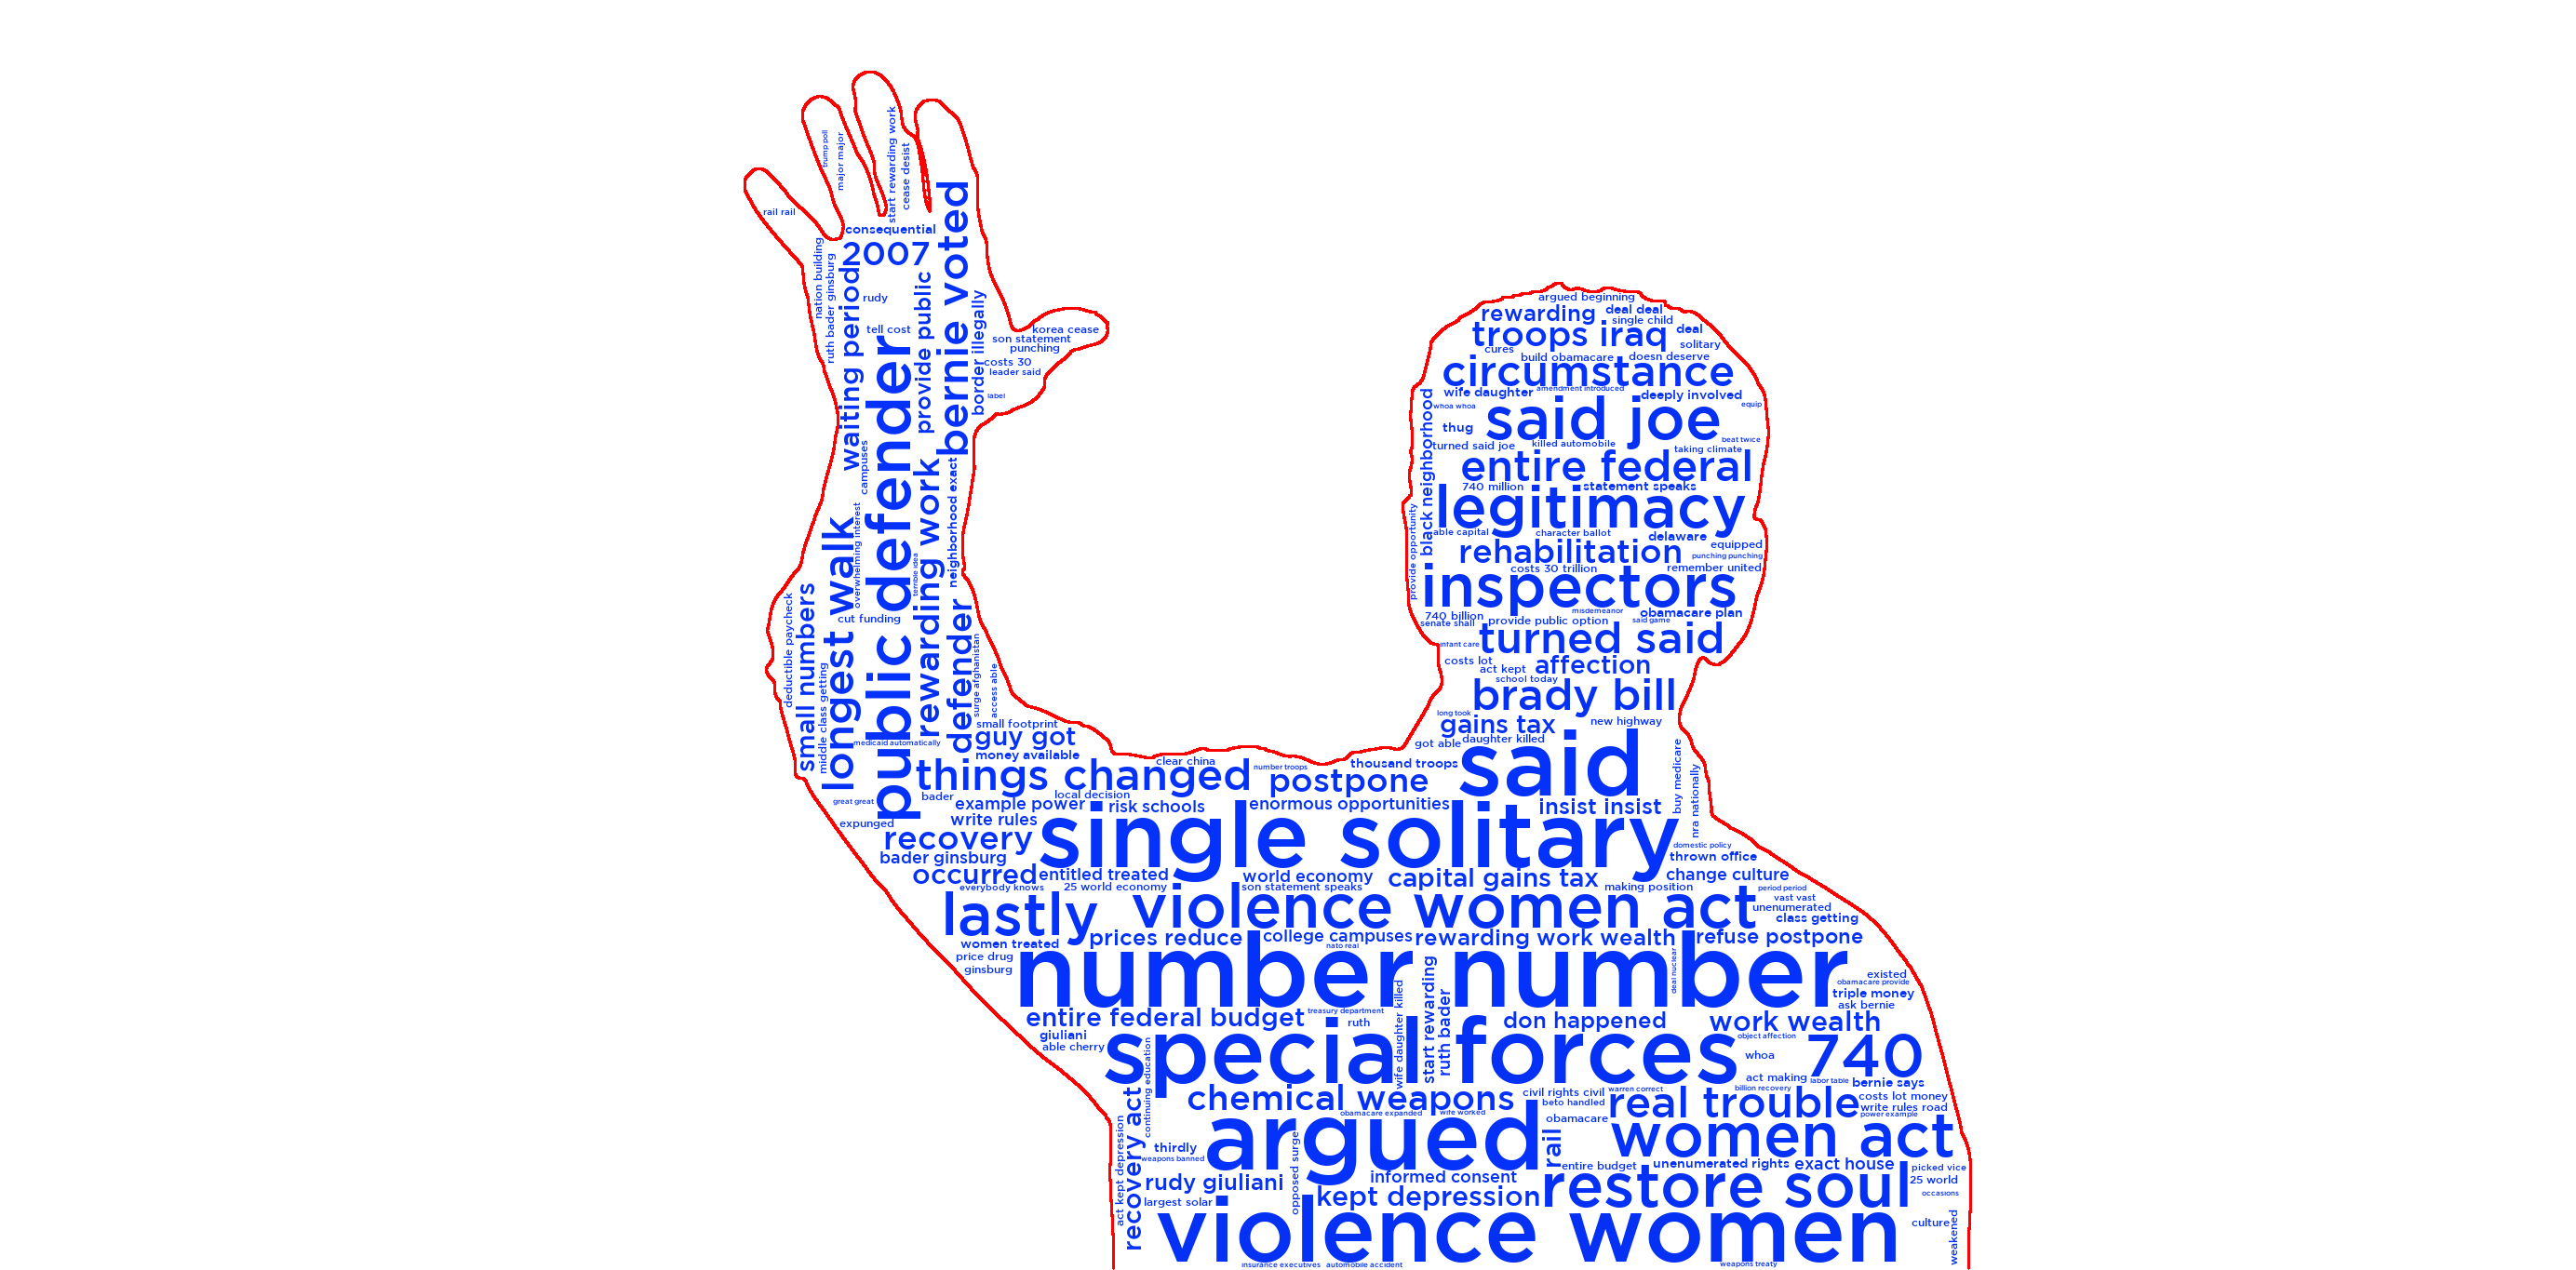 trump poll
major major
start rewarding work
cease desist
rail rail
consequential
2007
bernie voted
nation building
ruth bader ginsburg
waiting period
rudy
provide public
border illegally
tell cost
korea cease
son statement
punching
costs 30
leader said
label
public defender
campuses
rewarding work
neighborhood exact
overwhelming interest
longest walk
terrible idea
cut funding
deductible paycheck
small numbers
middle class getting
defender
surge afghanistan
access able
small footprint
guy got
money available
medicaid automatically
great great
expunged
argued beginning
rewarding
deal deal
single child
troops iraq
deal
solitary
cures
build obamacare
doesn deserve
circumstance
wife daughter
amendment introduced
deeply involved
equip
whoa whoa
said joe
thug
black neighborhood
turned said joe
killed automobile
beat twice
taking climate
entire federal
740 million
statement speaks
legitimacy
provide opportunity
able capital
character ballot
delaware
equipped
rehabilitation
punching punching
costs 30 trillion
remember united
inspectors
740 billion
misdemeanor
obamacare plan
senate shall
provide public option
said game
turned said
infant care
costs lot
act kept
affection
school today
brady bill
long took
gains tax
new highway
got able
daughter killed
said
buy medicare
nra nationally
clear china
things changed
number troops
thousand troops
postpone
bader
local decision
example power
risk schools
enormous opportunities
insist insist
write rules
recovery
single solitary
domestic policy
thrown office
bader ginsburg
occurred
entitled treated
world economy
capital gains tax
change culture
everybody knows
25 world economy
son statement speaks
making position
period period
vast vast
lastly
violence women act
unenumerated
class getting
women treated
prices reduce
college campuses
rewarding work wealth
refuse postpone
nato real
price drug
ginsburg
number number
deal nuclear
existed
obamacare provide
triple money
ask bernie
wife daughter killed
start rewarding
ruth bader
entire federal budget
treasury department
ruth
don happened
work wealth
giuliani
able cherry
special forces
object affection
whoa
740
continuing education
act making
labor table
bernie says
chemical weapons
civil rights civil
warren correct
billion recovery
beto handled
real trouble
costs lot money
write rules road
power example
obamacare expanded
wife worked
obamacare
act kept depression
recovery act
thirdly
weapons banned
argued
rail
women act
opposed surge
entire budget
unenumerated rights
exact house
picked vice
rudy giuliani
informed consent
25 world
largest solar
kept depression
restore soul
occasions
violence women
culture
weakened
insurance executives
automobile accident
weapons treaty